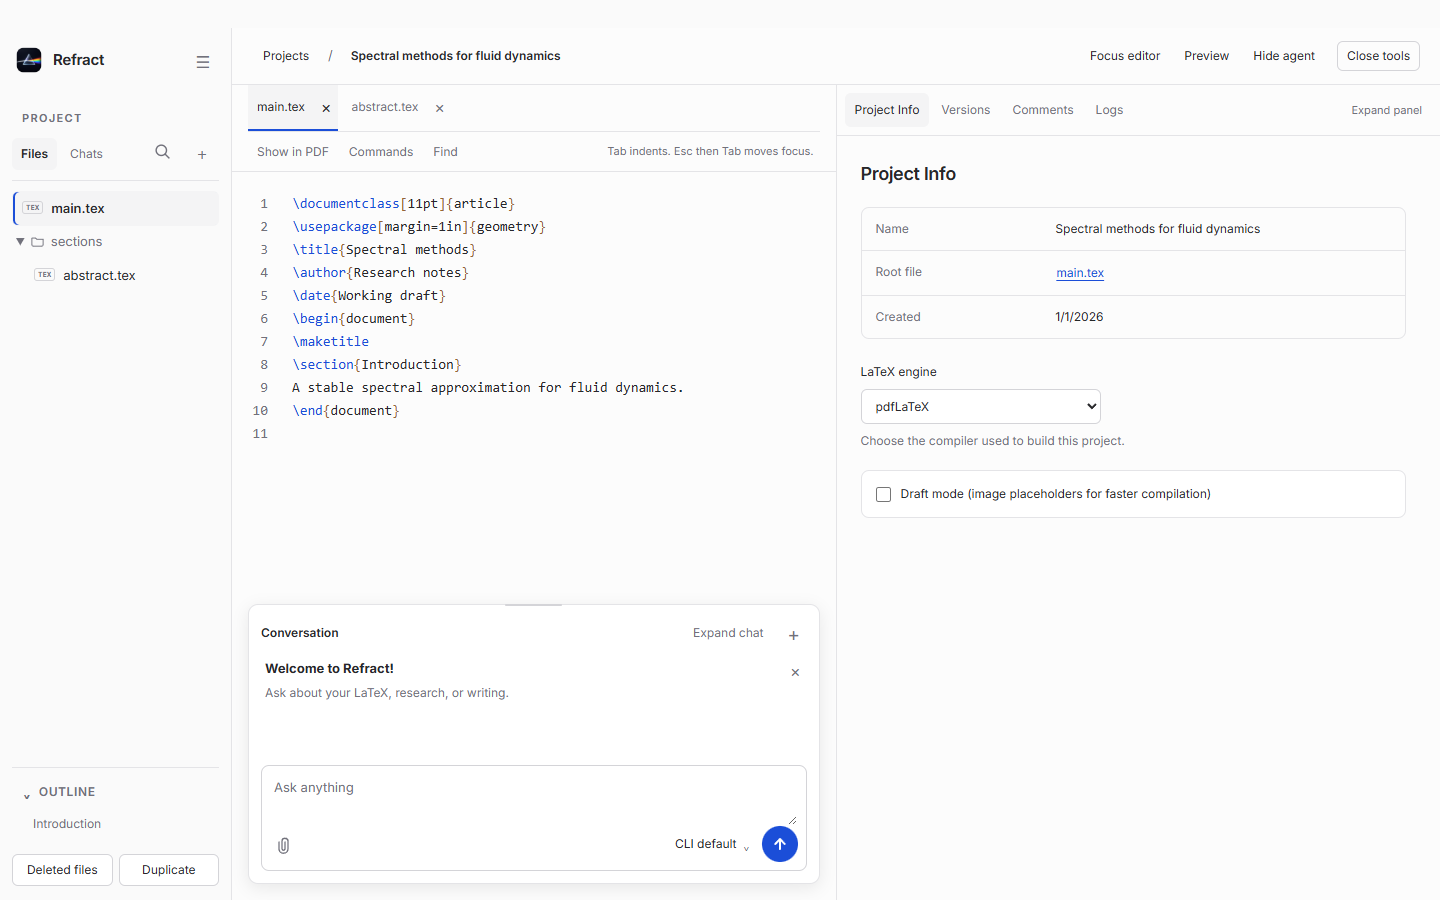 Refract
☰
PROJECT
Files
Chats
+
TEX main.tex
▼ sections
TEX abstract.tex
OUTLINE
Introduction
Deleted files
Duplicate
Projects / Spectral methods for fluid dynamics
Focus editor
Preview
Hide agent
Close tools
main.tex ×
abstract.tex ×
Show in PDF
Commands
Find
Tab indents. Esc then Tab moves focus.
1 \documentclass[11pt]{article}
2 \usepackage[margin=1in]{geometry}
3 \title{Spectral methods}
4 \author{Research notes}
5 \date{Working draft}
6 \begin{document}
7 \maketitle
8 \section{Introduction}
9 A stable spectral approximation for fluid dynamics.
10 \end{document}
11
Conversation
Expand chat
+
Welcome to Refract!
×
Ask about your LaTeX, research, or writing.
Ask anything
CLI default
Project Info
Versions
Comments
Logs
Expand panel
Project Info
Name Spectral methods for fluid dynamics
Root file main.tex
Created 1/1/2026
LaTeX engine
pdfLaTeX
Choose the compiler used to build this project.
Draft mode (image placeholders for faster compilation)